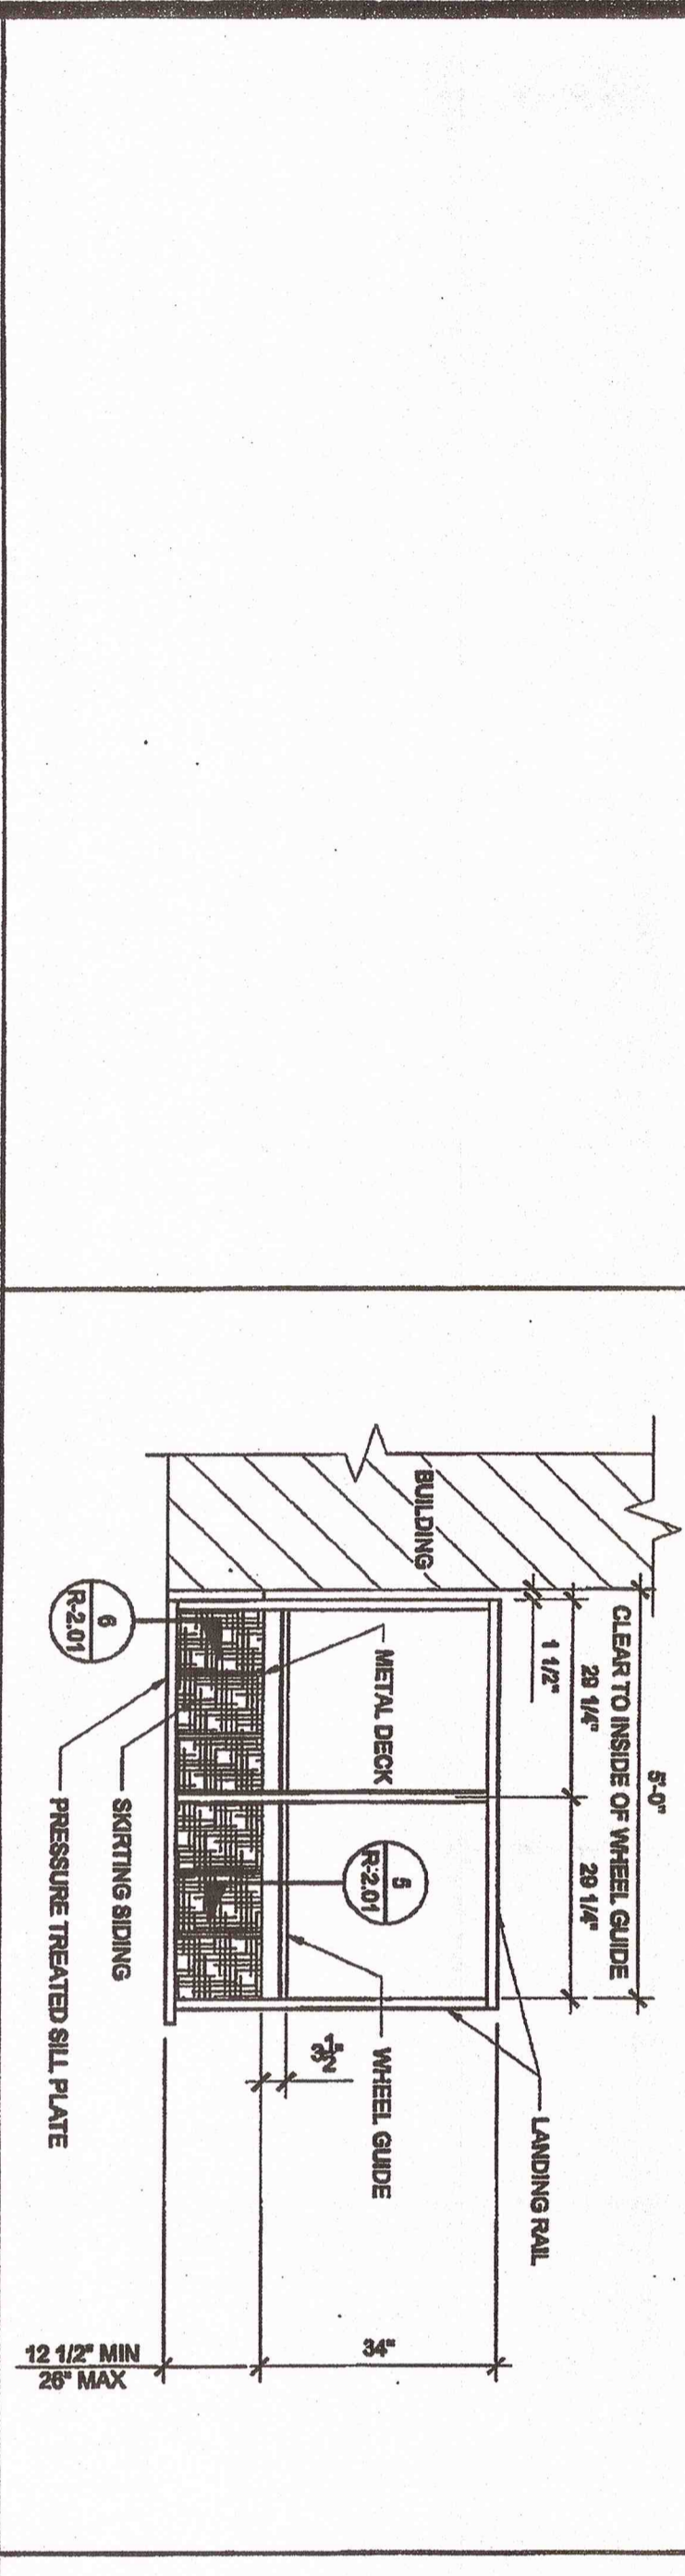 5'-0"
CLEAR TO INSIDE OF WHEEL GUIDE
29 1/4"
29 1/4"
1 1/2"
LANDING RAIL
BUILDING
METAL DECK
5
R-2.01
WHEEL GUIDE
3 1/2"
34"
12 1/2" MIN
26" MAX
6
R-2.01
SKIRTING SIDING
PRESSURE TREATED SILL PLATE